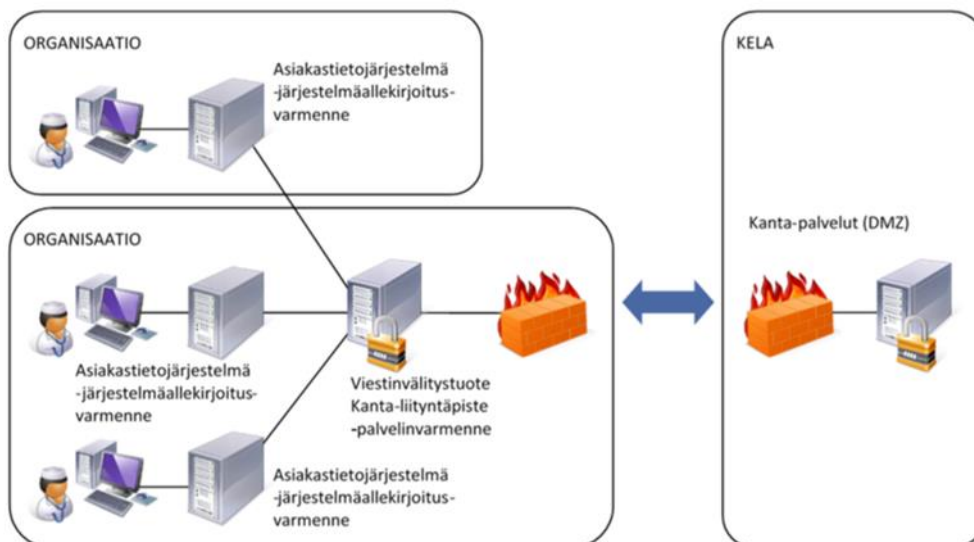 ORGANISAATIO
Asiakastietojärjestelmä
-järjestelmäallekirjoitus-
varmenne
ORGANISAATIO
Asiakastietojärjestelmä
-järjestelmäallekirjoitus-
varmenne
Viestinvälitystuote
Kanta-liityntäpiste
-palvelinvarmenne
Asiakastietojärjestelmä
-järjestelmäallekirjoitus-
varmenne
KELA
Kanta-palvelut (DMZ)